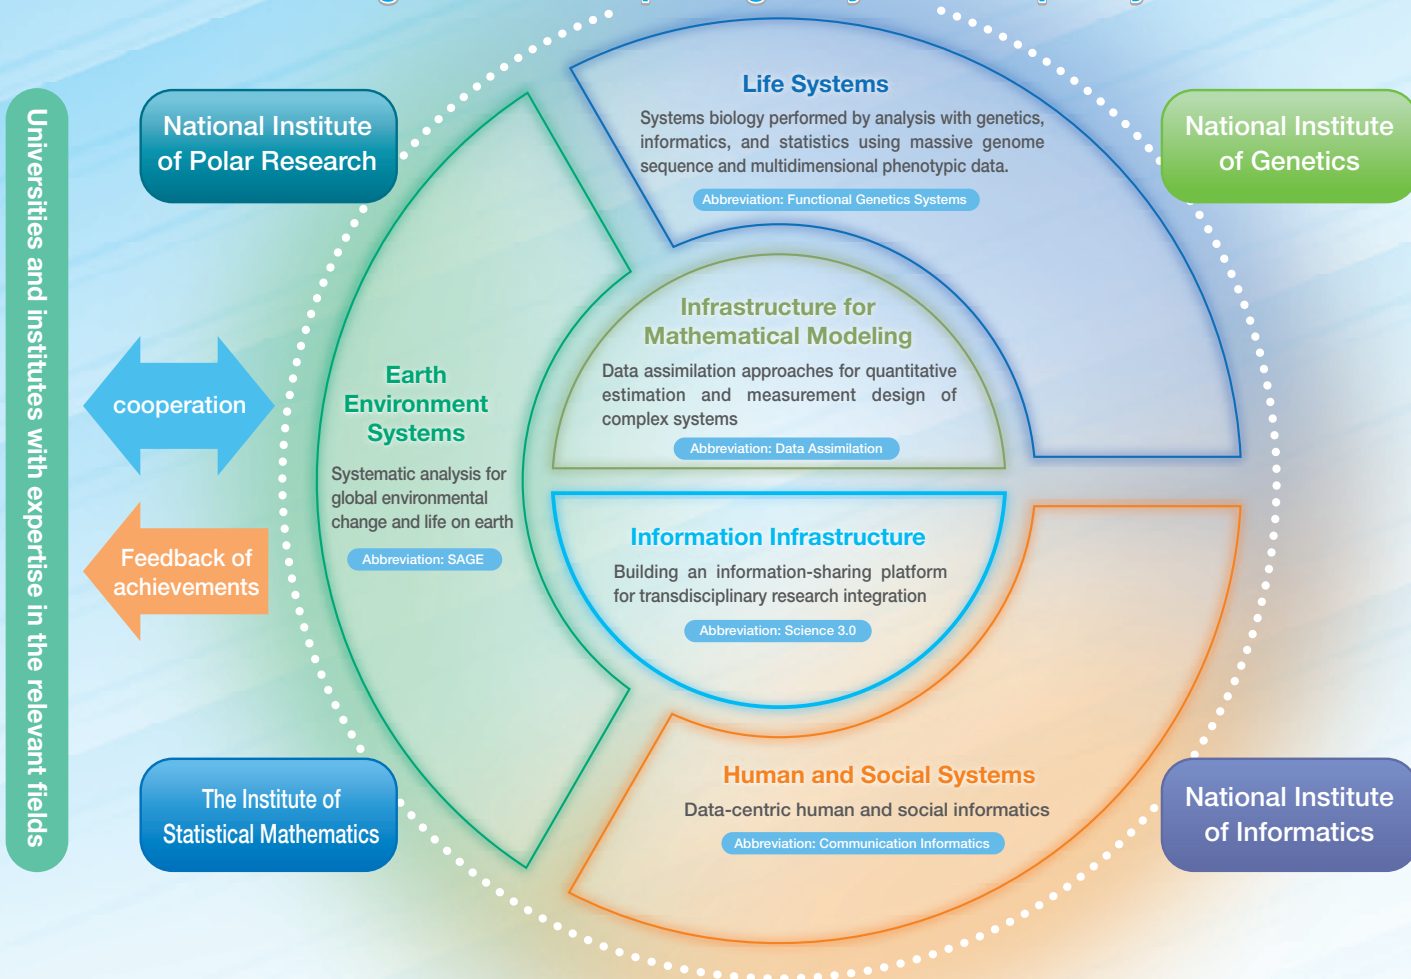 Universities and institutes with expertise in the relevant fields
National Institute
of Polar Research
cooperation
Feedback of
achievements
The Institute of
Statistical Mathematics
Earth
Environment
Systems
Systematic analysis for
global environmental
change and life on earth
Abbreviation: SAGE
Life Systems
Systems biology performed by analysis with genetics,
informatics, and statistics using massive genome
sequence and multidimensional phenotypic data.
Abbreviation: Functional Genetics Systems
Infrastructure for
Mathematical Modeling
Data assimilation approaches for quantitative
estimation and measurement design of
complex systems
Abbreviation: Data Assimilation
Information Infrastructure
Building an information-sharing platform
for transdisciplinary research integration
Abbreviation: Science 3.0
Human and Social Systems
Data-centric human and social informatics
Abbreviation: Communication Informatics
National Institute
of Genetics
National Institute
of Informatics